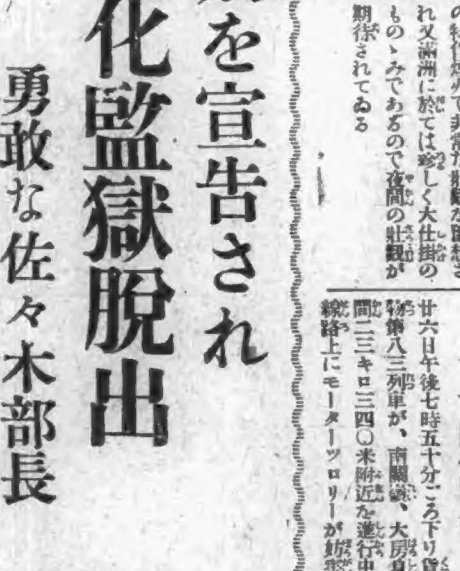 れ又滿洲に於ては珍しく大仕掛の
ものゝみであるので夜間の壯觀が
期待されてゐる
廿六日午後七時五十分ごろ下り貨
物第八三列車が、南關嶺、大房身
間二三キロ三四〇米附近を進行中
線路上にモーターツロリーが妨
を宣告され
化監獄脱出
勇敢な佐々木部長